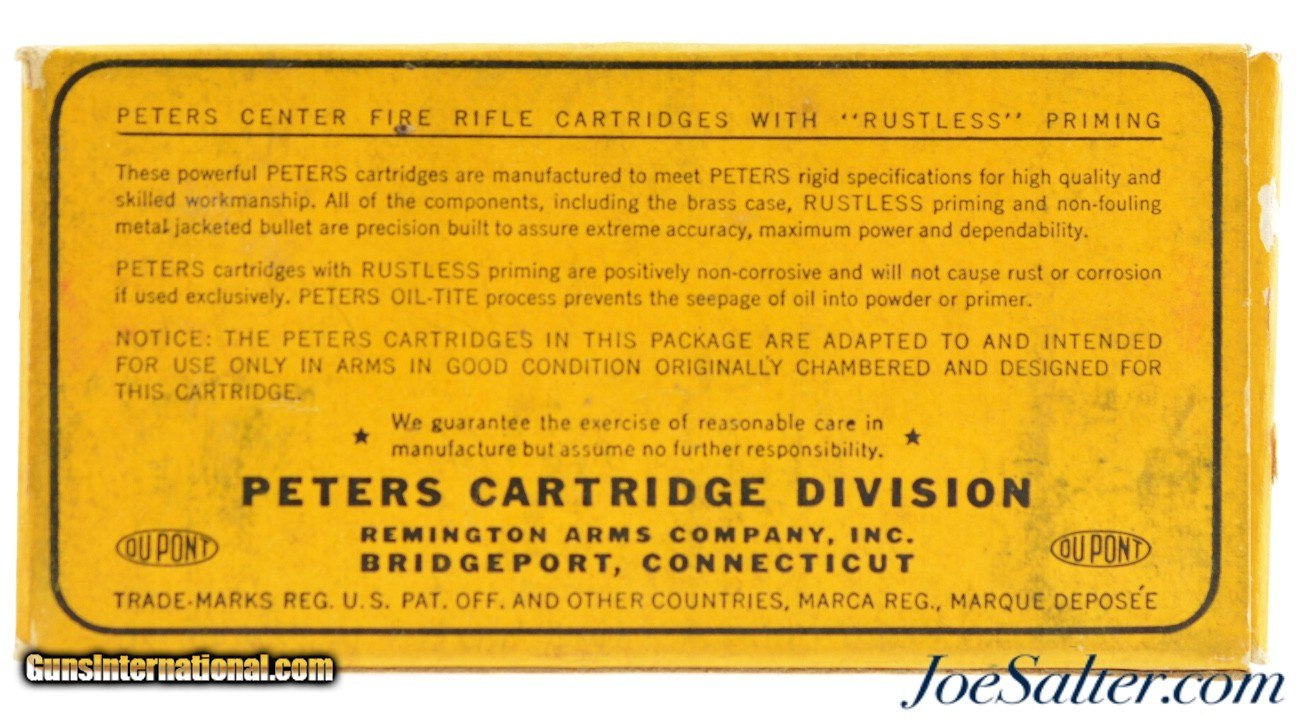 PETERS CENTER FIRE RIFLE CARTRIDGES WITH "RUSTLESS" PRIMING
These powerful PETERS cartridges are manufactured to meet PETERS rigid specifications for high quality and
skilled workmanship. All of the components, including the brass case, RUSTLESS priming and non-fouling
metal jacketed bullet are precision built to assure extreme accuracy, maximum power and dependability.
PETERS cartridges with RUSTLESS priming are positively non-corrosive and will not cause rust or corrosion
if used exclusively. PETERS OIL-TITE process prevents the seepage of oil into powder or primer.
NOTICE: THE PETERS CARTRIDGES IN THIS PACKAGE ARE ADAPTED TO AND INTENDED
FOR USE ONLY IN ARMS IN GOOD CONDITION ORIGINALLY CHAMBERED AND DESIGNED FOR
THIS CARTRIDGE.
★ We guarantee the exercise of reasonable care in ★
manufacture but assume no further responsibility.
PETERS CARTRIDGE DIVISION
REMINGTON ARMS COMPANY, INC.
DU PONT BRIDGEPORT, CONNECTICUT DU PONT
TRADE-MARKS REG. U.S. PAT. OFF. AND OTHER COUNTRIES, MARCA REG., MARQUE DEPOSÉE
GunsInternational.com
JoeSalter.com